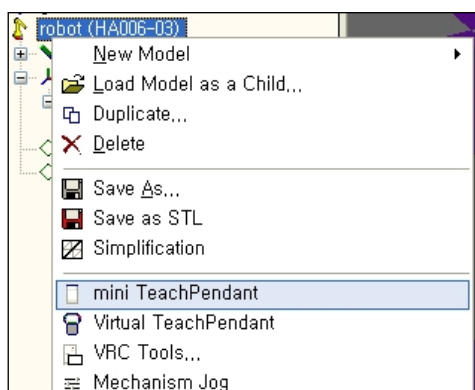 robot (HA006-03)
New Model
Load Model as a Child...
Duplicate...
Delete
Save As...
Save as STL
Simplification
mini TeachPendant
Virtual TeachPendant
VRC Tools...
Mechanism Jog